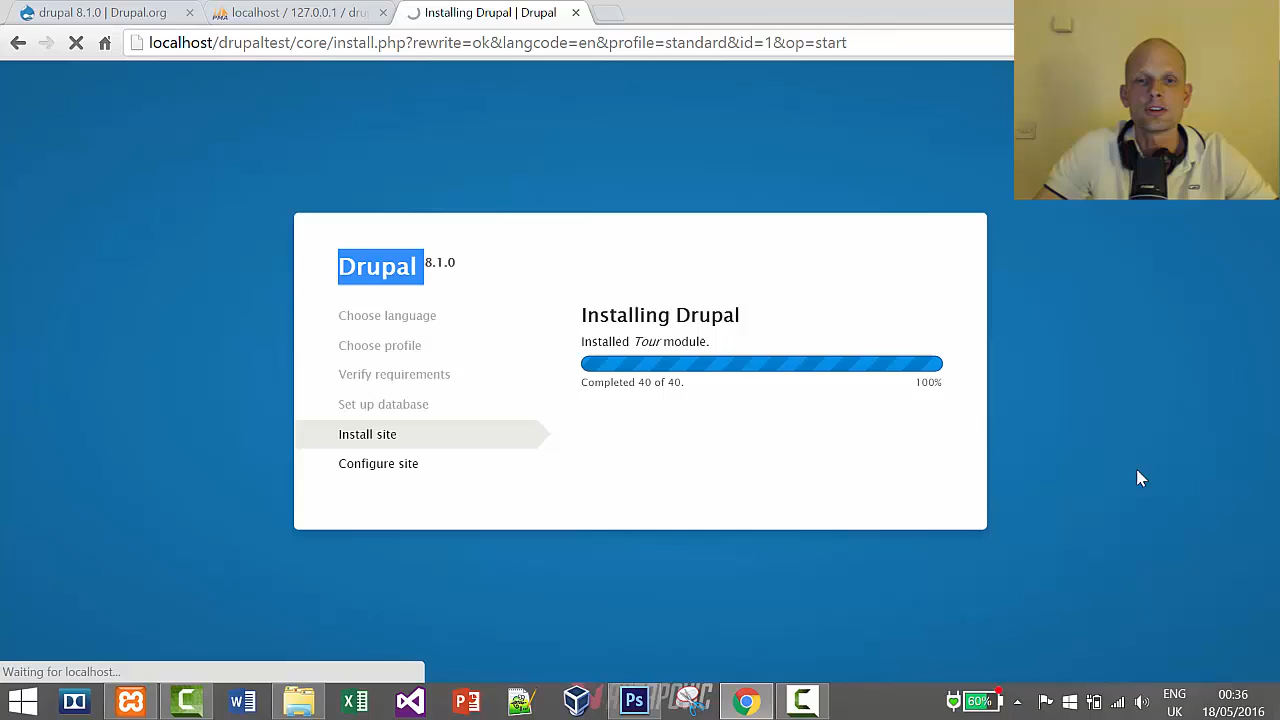 drupal 8.1.0 | Drupal.org
localhost / 127.0.0.1 / dru
Installing Drupal | Drupal
localhost/drupaltest/core/install.php?rewrite=ok&langcode=en&profile=standard&id=1&op=start
Drupal 8.1.0
Choose language
Choose profile
Verify requirements
Set up database
Install site
Configure site
Installing Drupal
Installed Tour module.
Completed 40 of 40.
100%
Waiting for localhost...
Ps
60%
ENG
UK
00:36
18/05/2016